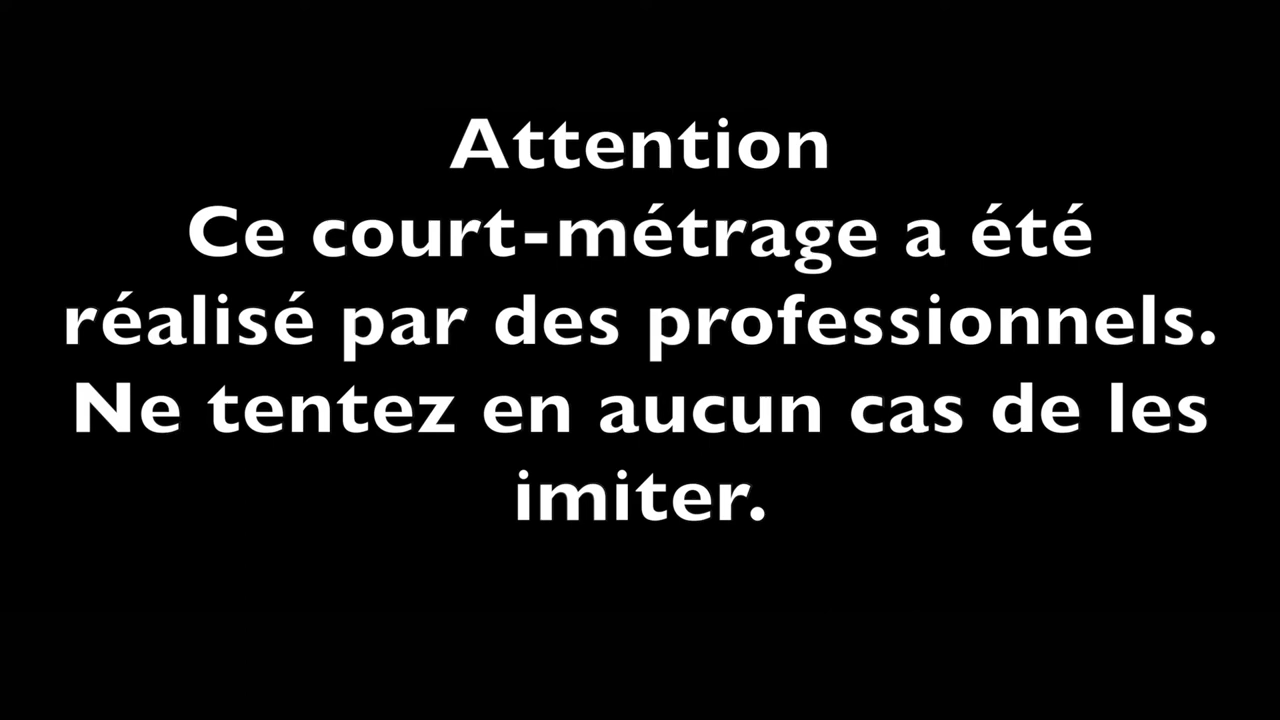 Attention
Ce court-métrage a été
réalisé par des professionnels.
Ne tentez en aucun cas de les
imiter.